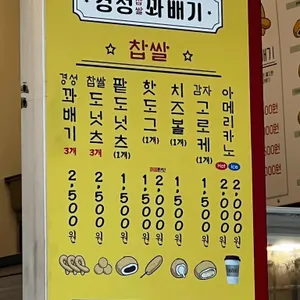 경성 꽈배기
찹쌀
경성꽈배기 3개 2,500원
찹쌀도넛츠 3개 2,500원
팥도넛츠 (1개) 1,500원
핫도그 (1개) 1,500원 2,000원
치즈볼 (1개) 1,500원
감자고로케 (1개) 1,500원
아메리카노 Hot 2,000원 Ice 2,000원